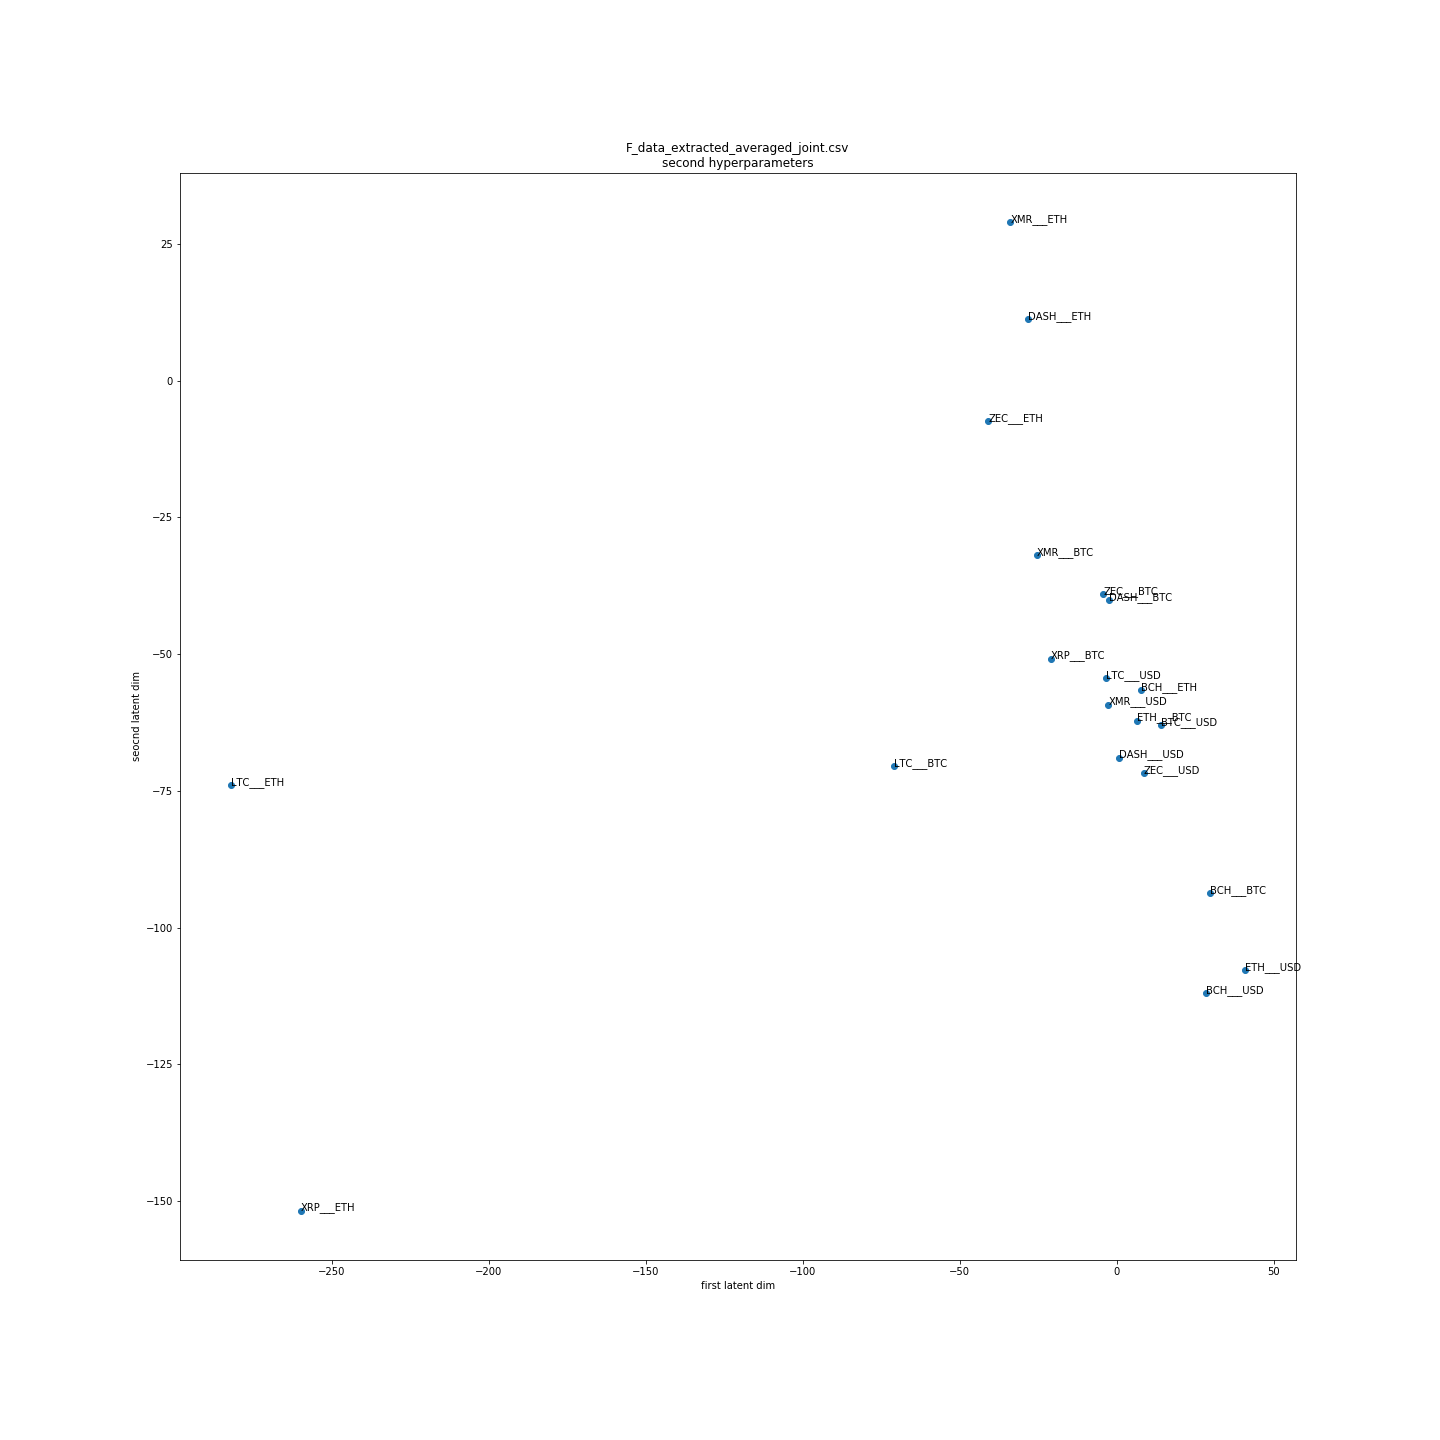 F_data_extracted_averaged_joint.csv
second hyperparameters
25
0
−25
−50
−75
−100
−125
−150
seocnd latent dim
XMR___ETH
DASH___ETH
ZEC___ETH
XMR___BTC
ZEC___BTC
DASH___BTC
XRP___BTC
LTC___USD
BCH___ETH
XMR___USD
ETH___BTC
BTC___USD
DASH___USD
LTC___BTC
ZEC___USD
LTC___ETH
BCH___BTC
ETH___USD
BCH___USD
XRP___ETH
−250
−200
−150
−100
−50
0
50
first latent dim